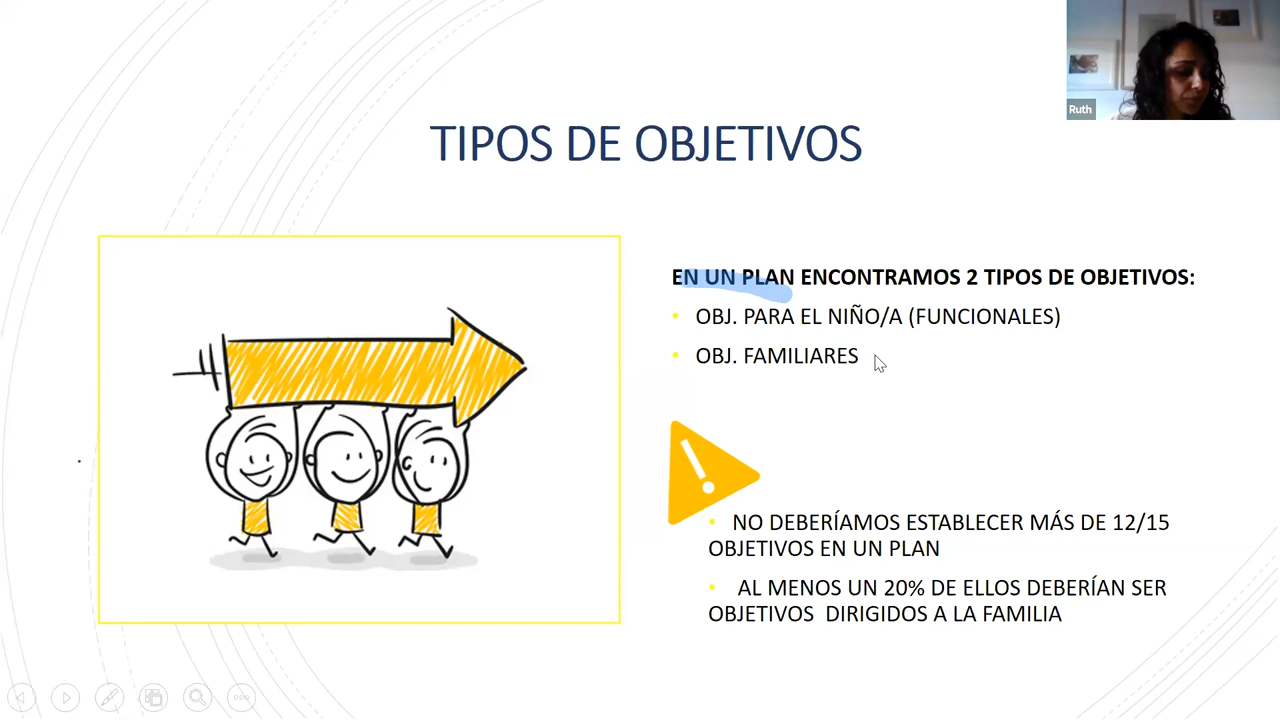 Ruth
TIPOS DE OBJETIVOS
EN UN PLAN ENCONTRAMOS 2 TIPOS DE OBJETIVOS:
• OBJ. PARA EL NIÑO/A (FUNCIONALES)
• OBJ. FAMILIARES
• NO DEBERÍAMOS ESTABLECER MÁS DE 12/15
OBJETIVOS EN UN PLAN
• AL MENOS UN 20% DE ELLOS DEBERÍAN SER
OBJETIVOS DIRIGIDOS A LA FAMILIA